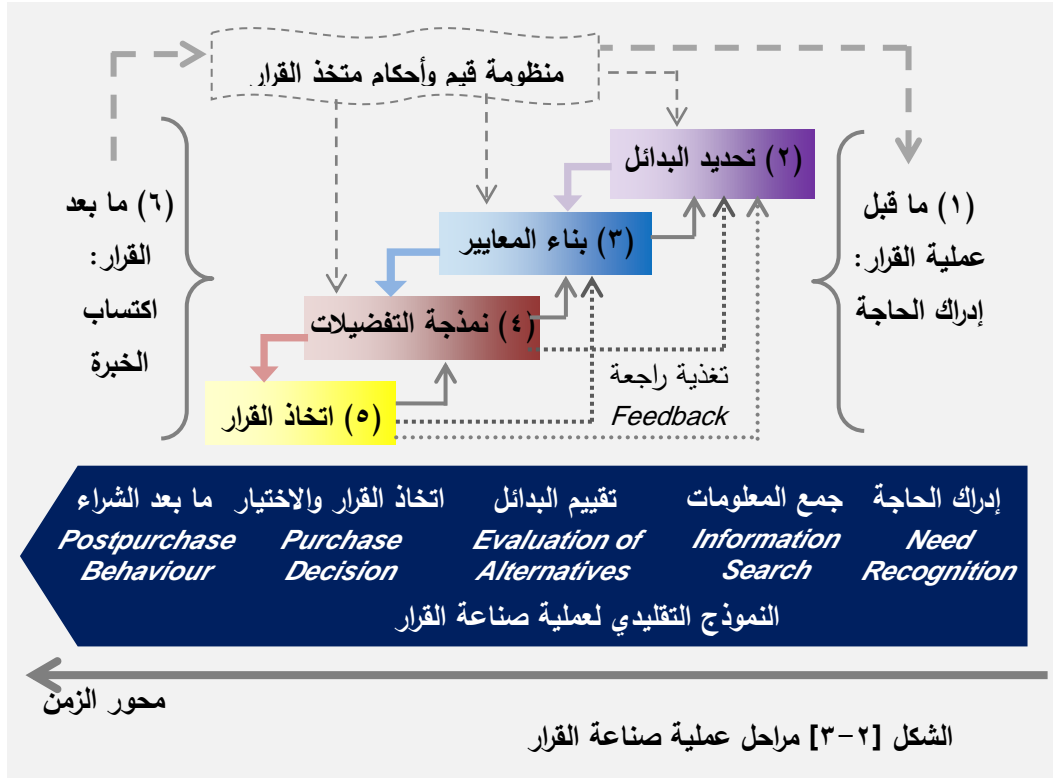 منظومة قيم وأحكام متخذ القرار
(١) ما قبل
عملية القرار:
إدراك الحاجة
(٢) تحديد البدائل
(٣) بناء المعايير
(٤) نمذجة التفضيلات
(٥) اتخاذ القرار
تغذية راجعة
Feedback
(٦) ما بعد
القرار:
اكتساب
الخبرة
إدراك الحاجة
Need
Recognition
جمع المعلومات
Information
Search
تقييم البدائل
Evaluation of
Alternatives
اتخاذ القرار والاختيار
Purchase
Decision
ما بعد الشراء
Postpurchase
Behaviour
النموذج التقليدي لعملية صناعة القرار
محور الزمن
الشكل [٢-٣] مراحل عملية صناعة القرار